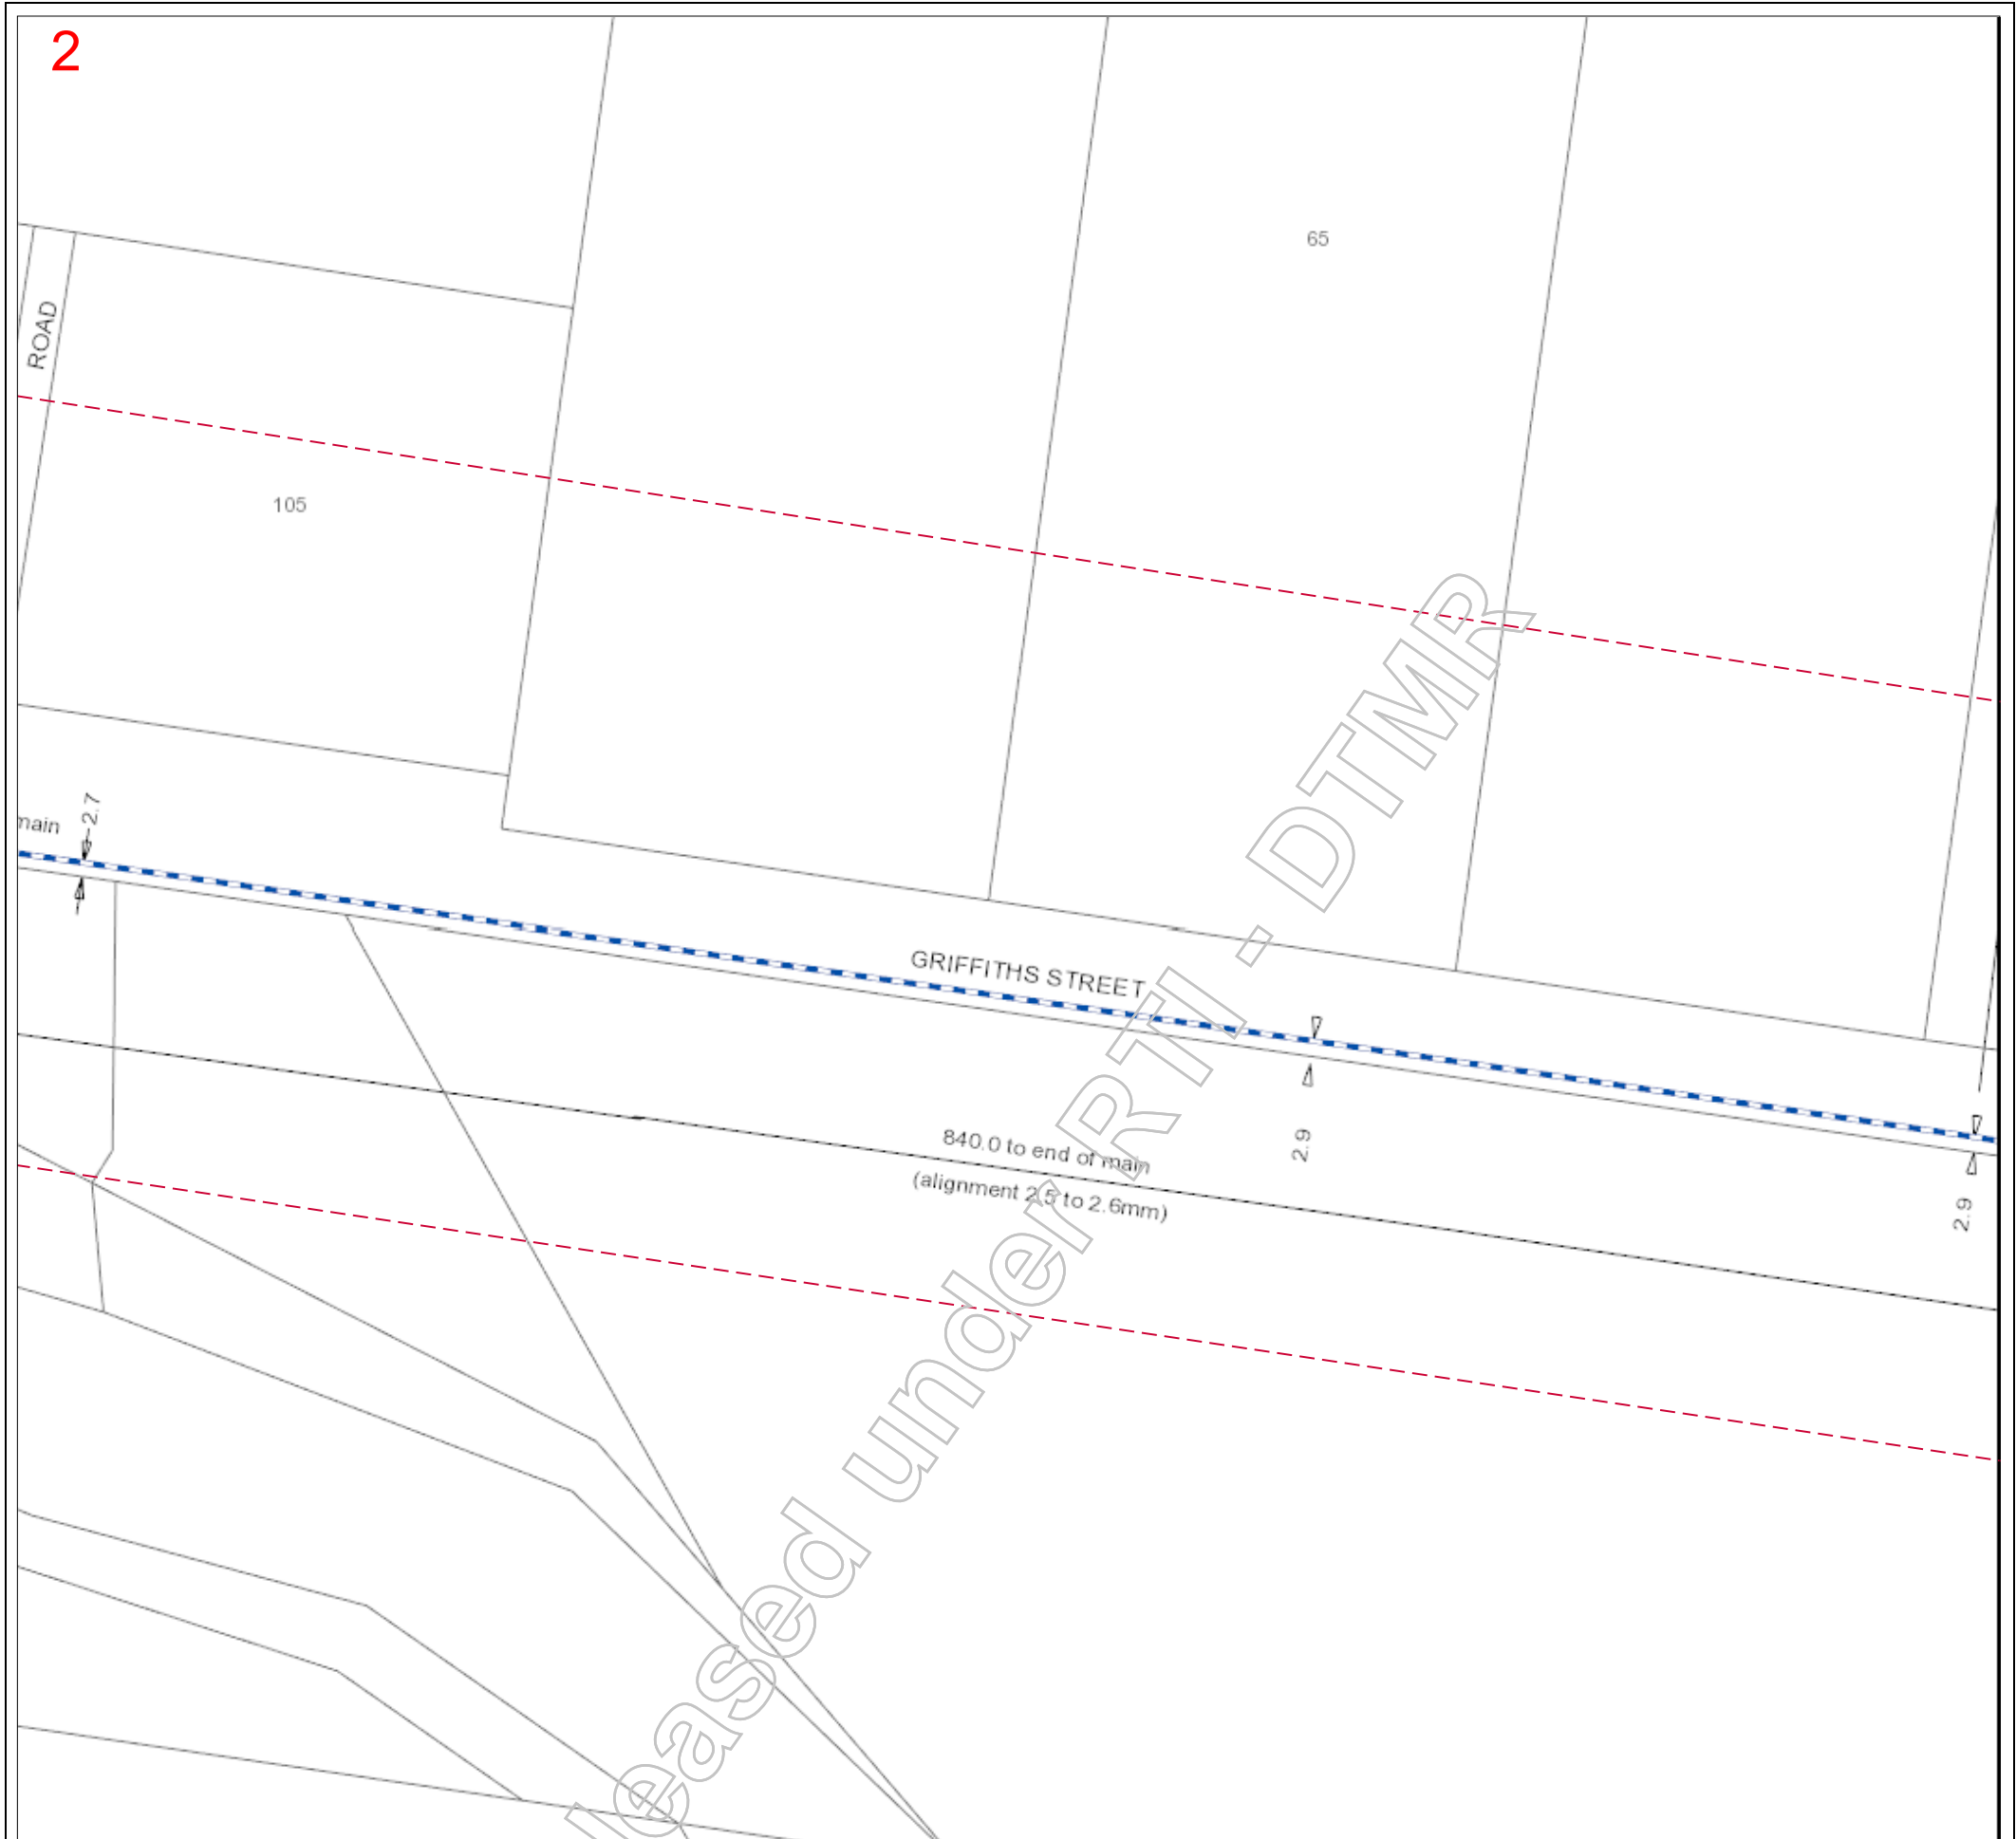 2
65
ROAD
105
2.7
main
GRIFFITHS STREET
840.0 to end of main
(alignment 2.5 to 2.6mm)
2.9
2.9
leased under RTI - DTMR